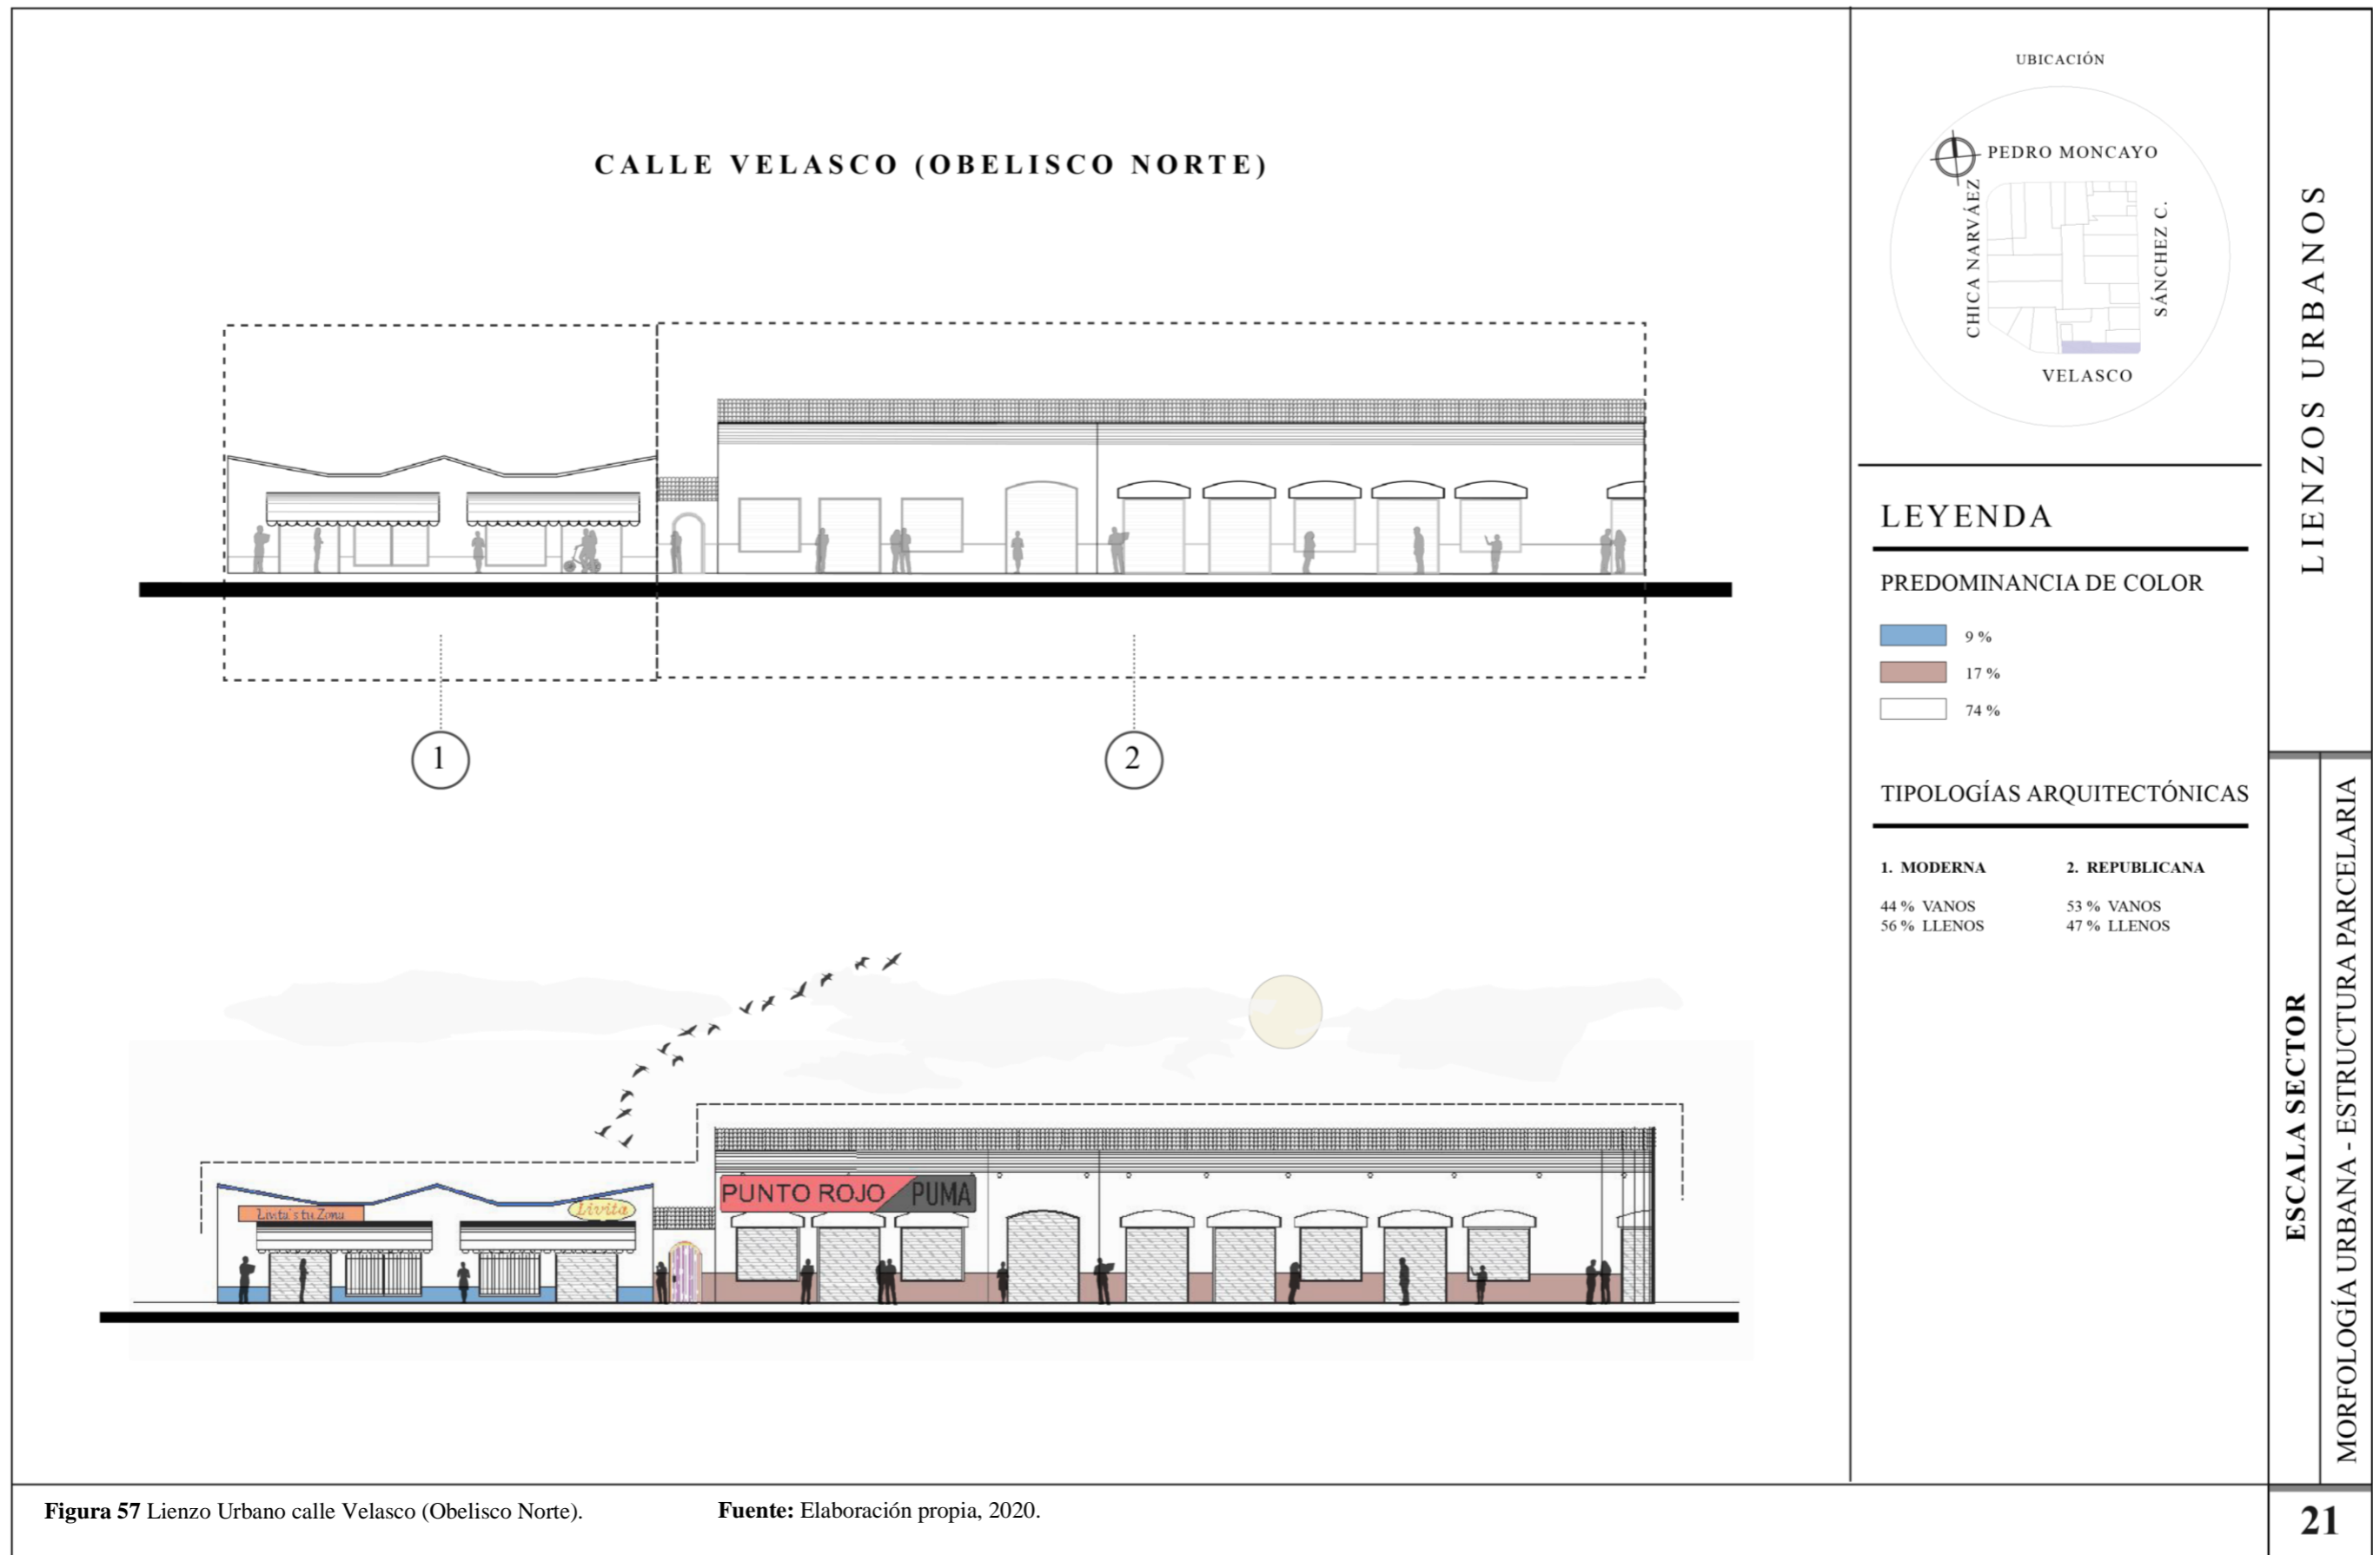 CALLE VELASCO (OBELISCO NORTE)
1
2
Livita's tu Zona
Livita
PUNTO ROJO PUMA
UBICACIÓN
PEDRO MONCAYO
CHICA NARVÁEZ
SÁNCHEZ C.
VELASCO
LEYENDA
PREDOMINANCIA DE COLOR
9 %
17 %
74 %
TIPOLOGÍAS ARQUITECTÓNICAS
1. MODERNA
44 % VANOS
56 % LLENOS
2. REPUBLICANA
53 % VANOS
47 % LLENOS
LIENZOS URBANOS
ESCALA SECTOR
MORFOLOGÍA URBANA - ESTRUCTURA PARCELARIA
Figura 57 Lienzo Urbano calle Velasco (Obelisco Norte).
Fuente: Elaboración propia, 2020.
21